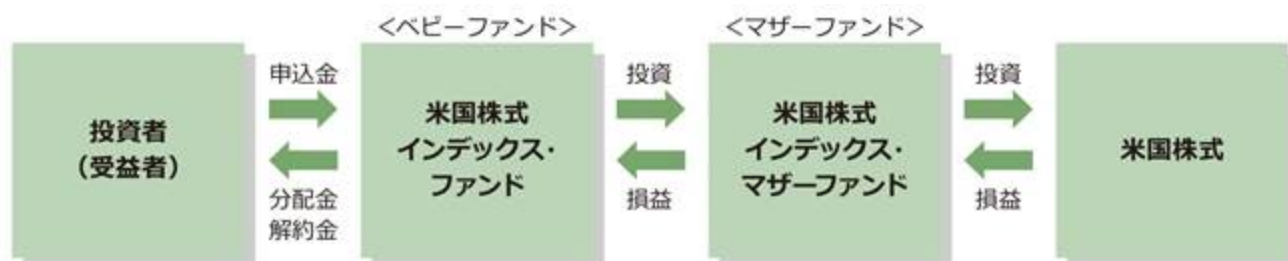 <ベビーファンド>
<マザーファンド>
投資者
（受益者）
申込金
分配金
解約金
米国株式
インデックス・
ファンド
投資
損益
米国株式
インデックス・
マザーファンド
投資
損益
米国株式